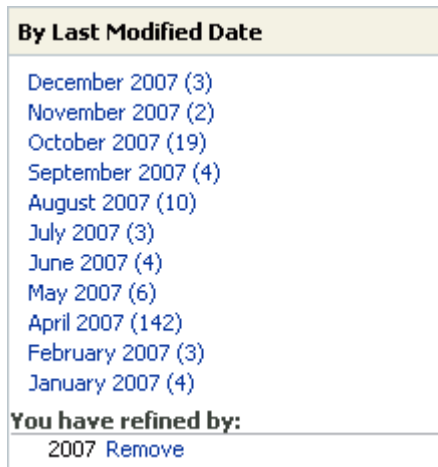 By Last Modified Date
December 2007 (3)
November 2007 (2)
October 2007 (19)
September 2007 (4)
August 2007 (10)
July 2007 (3)
June 2007 (4)
May 2007 (6)
April 2007 (142)
February 2007 (3)
January 2007 (4)
You have refined by:
2007 Remove